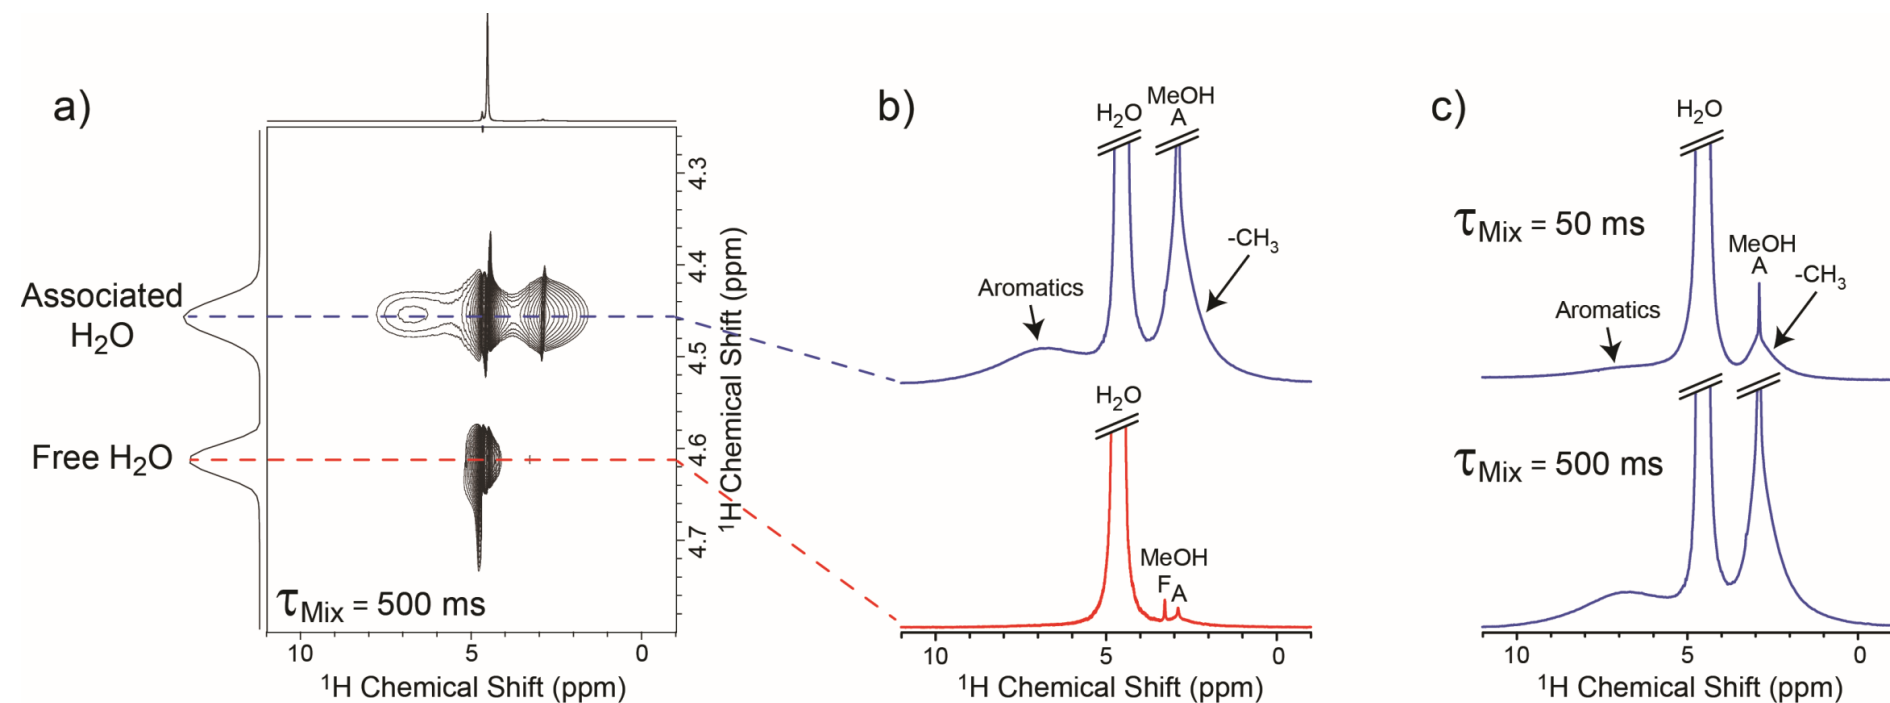 a)
Associated
H₂O
Free H₂O
4.3
4.4
4.5
4.6
4.7
¹H Chemical Shift (ppm)
τMix = 500 ms
10 5 0
¹H Chemical Shift (ppm)
b)
H₂O
MeOH
A
Aromatics
-CH₃
H₂O
MeOH
F A
10 5 0
¹H Chemical Shift (ppm)
c)
H₂O
τMix = 50 ms
MeOH
A
-CH₃
Aromatics
τMix = 500 ms
10 5 0
¹H Chemical Shift (ppm)